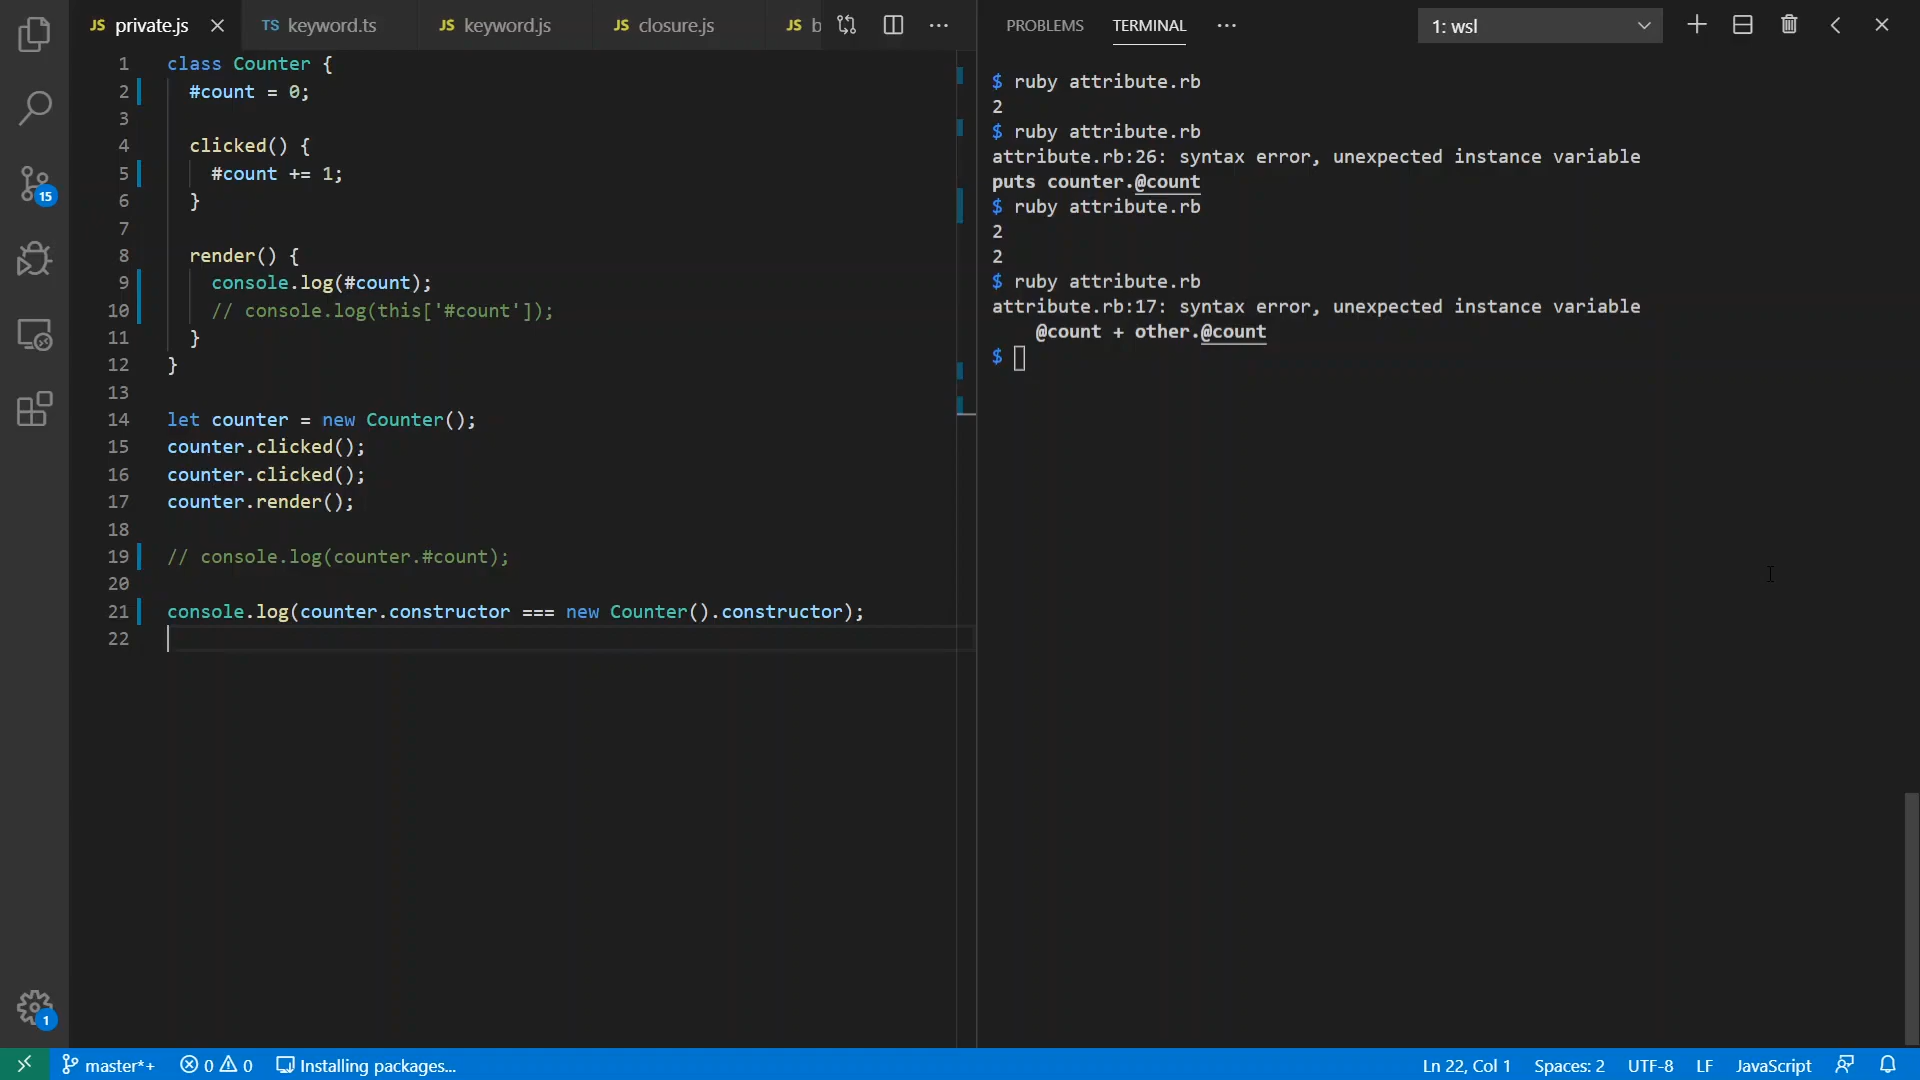 JS private.js TS keyword.ts JS keyword.js JS closure.js JS b
PROBLEMS TERMINAL 1: wsl
1 class Counter {
2 #count = 0;
3
4 clicked() {
5 #count += 1;
6 }
7
8 render() {
9 console.log(#count);
10 // console.log(this['#count']);
11 }
12 }
13
14 let counter = new Counter();
15 counter.clicked();
16 counter.clicked();
17 counter.render();
18
19 // console.log(counter.#count);
20
21 console.log(counter.constructor === new Counter().constructor);
22
$ ruby attribute.rb
2
$ ruby attribute.rb
attribute.rb:26: syntax error, unexpected instance variable
puts counter.@count
$ ruby attribute.rb
2
2
$ ruby attribute.rb
attribute.rb:17: syntax error, unexpected instance variable
@count + other.@count
$
15
1
master*+ 0 0 Installing packages... Ln 22, Col 1 Spaces: 2 UTF-8 LF JavaScript